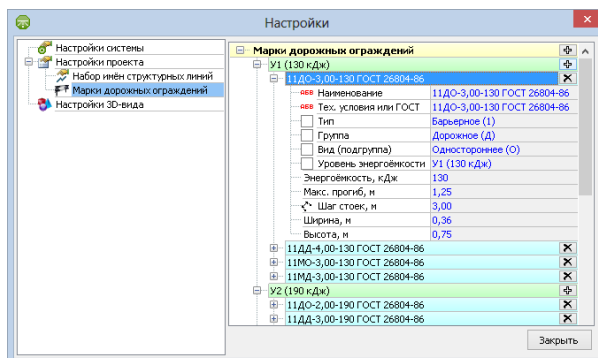 Настройки
Настройки системы
Настройки проекта
Набор имён структурных линий
Марки дорожных ограждений
Настройки 3D-вида
Марки дорожных ограждений
У1 (130 кДж)
11ДО-3,00-130 ГОСТ 26804-86
Наименование 11ДО-3,00-130 ГОСТ 26804-86
Тех. условия или ГОСТ 11ДО-3,00-130 ГОСТ 26804-86
Тип Барьерное (1)
Группа Дорожное (Д)
Вид (подгруппа) Одностороннее (О)
Уровень энергоёмкости У1 (130 кДж)
Энергоёмкость, кДж 130
Макс. прогиб, м 1,25
Шаг стоек, м 3,00
Ширина, м 0,36
Высота, м 0,75
11ДД-4,00-130 ГОСТ 26804-86
11МО-3,00-130 ГОСТ 26804-86
11МД-3,00-130 ГОСТ 26804-86
У2 (190 кДж)
11ДО-2,00-190 ГОСТ 26804-86
11ДД-3,00-190 ГОСТ 26804-86
Закрыть